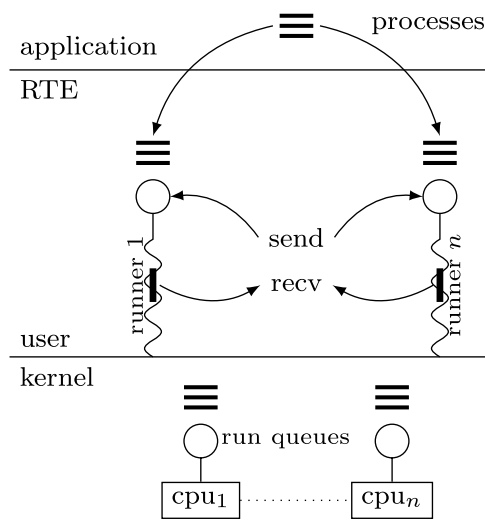 processes
application
RTE
send
runner 1
runner n
recv
user
kernel
run queues
cpu₁
cpuₙ